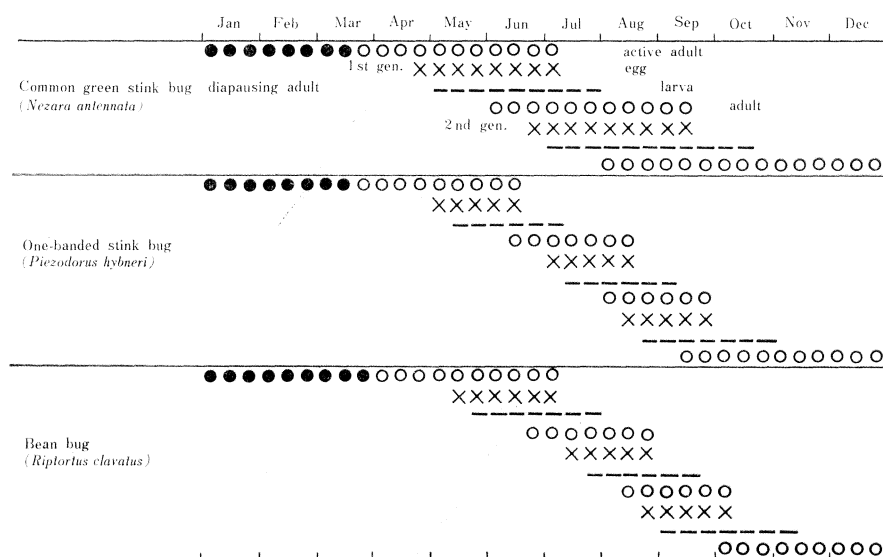 Jan Feb Mar Apr May Jun Jul Aug Sep Oct Nov Dec
active adult
1st gen. egg
Common green stink bug diapausing adult larva
(Nezara antennata) adult
2nd gen.
One-banded stink bug
(Piezodorus hybneri)
Bean bug
(Riptortus clavatus)